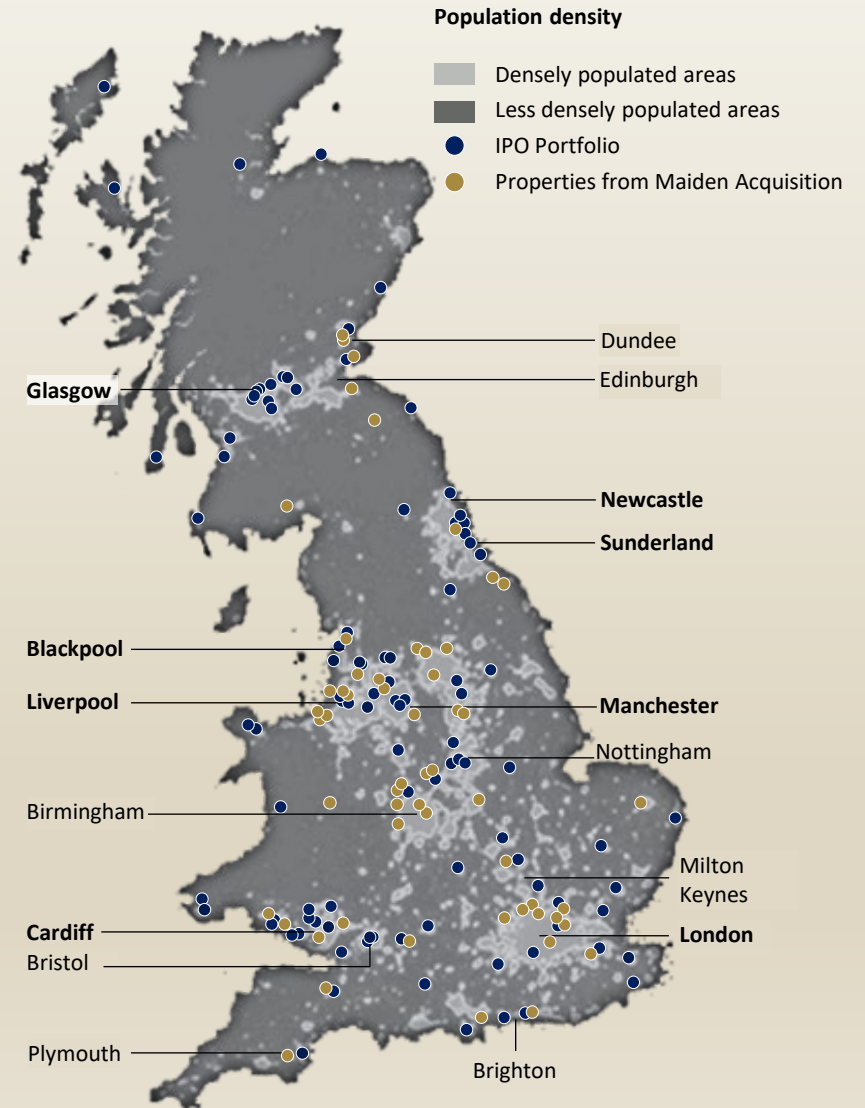 Population density
Densely populated areas
Less densely populated areas
IPO Portfolio
Properties from Maiden Acquisition
Dundee
Edinburgh
Glasgow
Newcastle
Sunderland
Blackpool
Liverpool
Manchester
Nottingham
Birmingham
Milton
Keynes
Cardiff
London
Bristol
Plymouth
Brighton